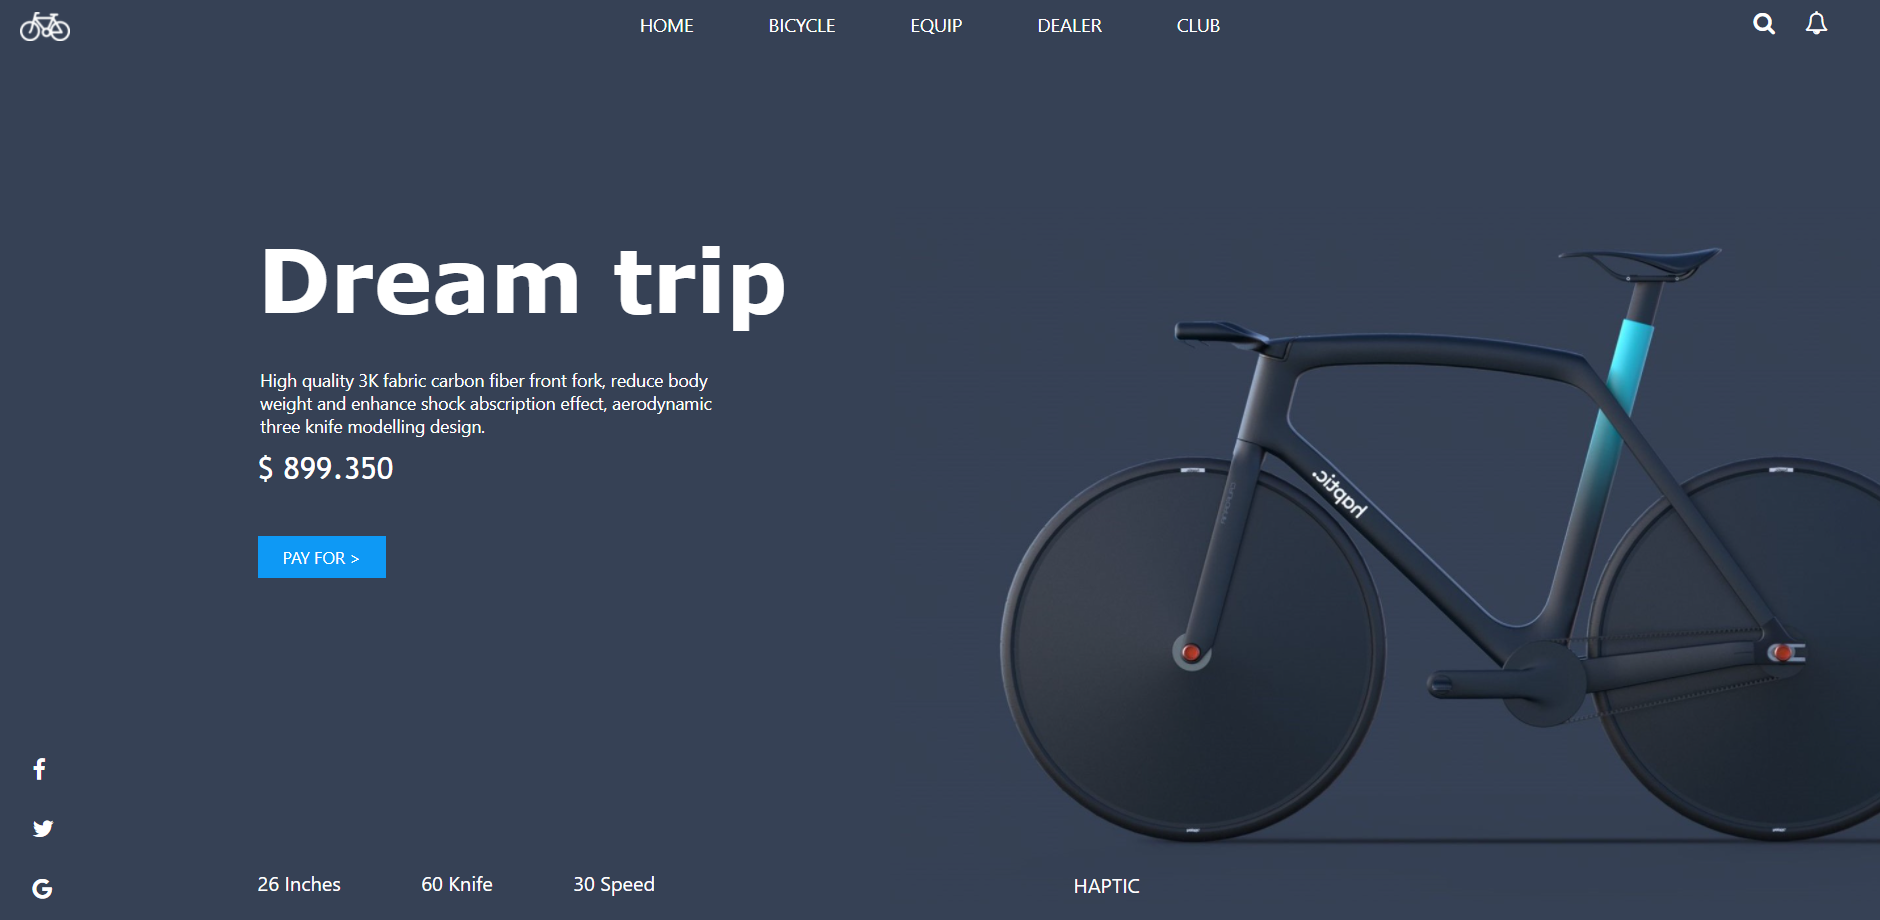 HOME BICYCLE EQUIP DEALER CLUB
Dream trip
High quality 3K fabric carbon fiber front fork, reduce body
weight and enhance shock abscription effect, aerodynamic
three knife modelling design.
$ 899.350
PAY FOR >
haptic.
26 Inches 60 Knife 30 Speed
HAPTIC